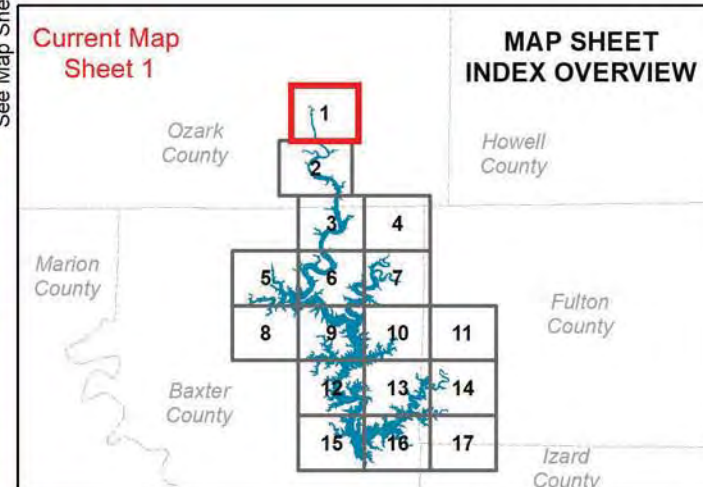 See Map She
Current Map
Sheet 1
MAP SHEET
INDEX OVERVIEW
1
Ozark
County
Howell
County
2
3
4
Marion
County
5
6
7
Fulton
County
8
9
10
11
Baxter
County
12
13
14
15
16
17
Izard
County